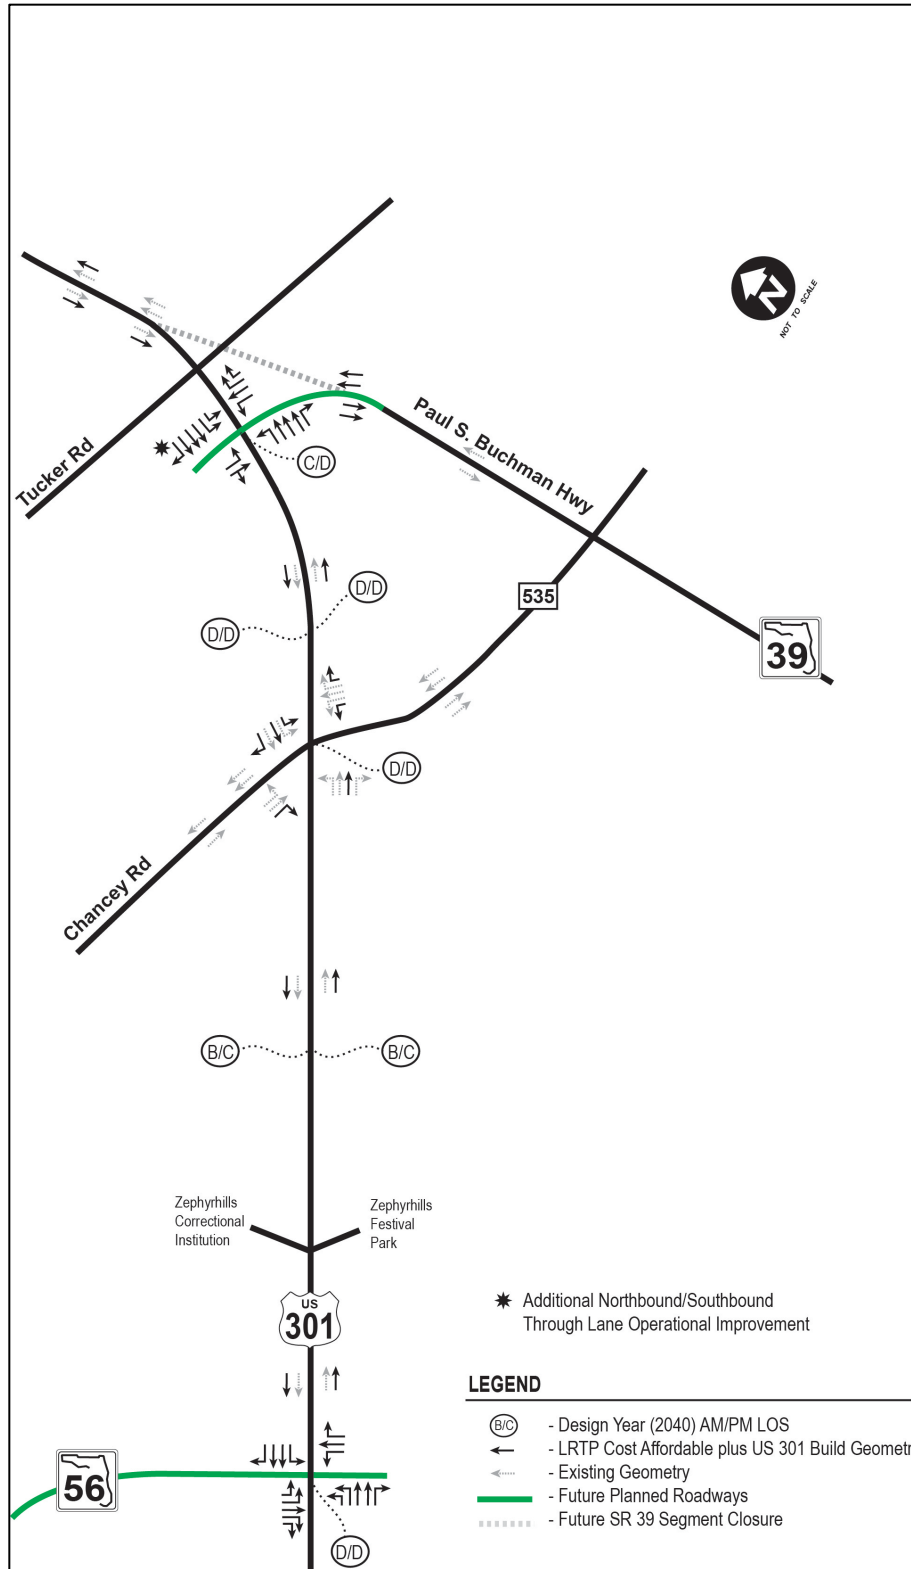 N
NOT TO SCALE
Tucker Rd
Paul S. Buchman Hwy
C/D
D/D
D/D
535
39
D/D
Chancey Rd
B/C
B/C
Zephyrhills
Correctional
Institution
Zephyrhills
Festival
Park
US
301
Additional Northbound/Southbound
Through Lane Operational Improvement
LEGEND
B/C - Design Year (2040) AM/PM LOS
- LRTP Cost Affordable plus US 301 Build Geometr
- Existing Geometry
- Future Planned Roadways
- Future SR 39 Segment Closure
56
D/D